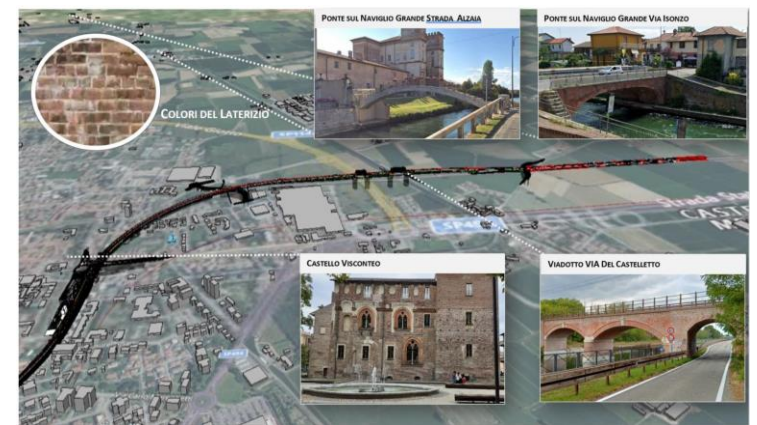 PONTE SUL NAVIGLIO GRANDE STRADA ALZAIA
PONTE SUL NAVIGLIO GRANDE VIA ISONZO
COLORI DEL LATERIZIO
CASTELLO VISCONTEO
VIADOTTO VIA DEL CASTELLETTO